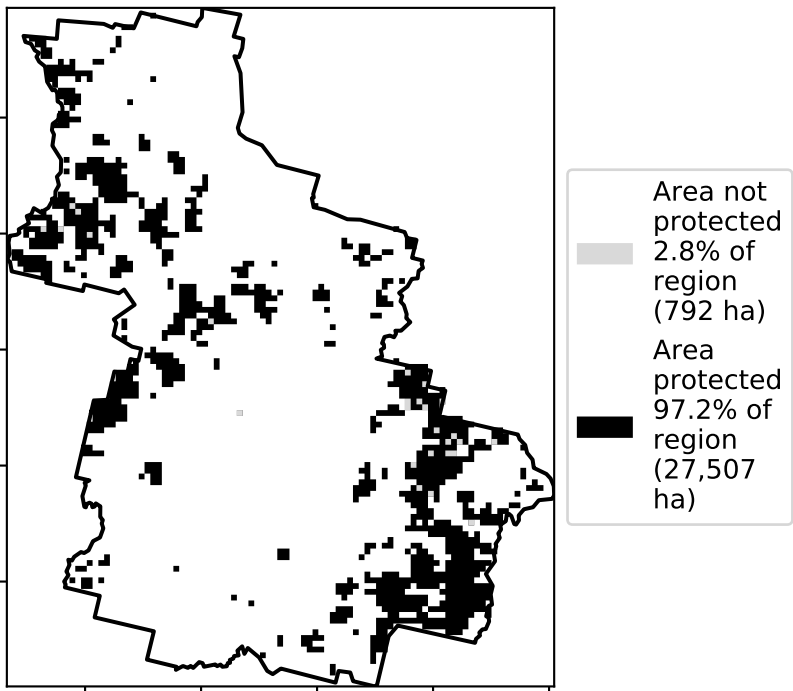 Area not
protected
2.8% of
region
(792 ha)
Area
protected
97.2% of
region
(27,507
ha)